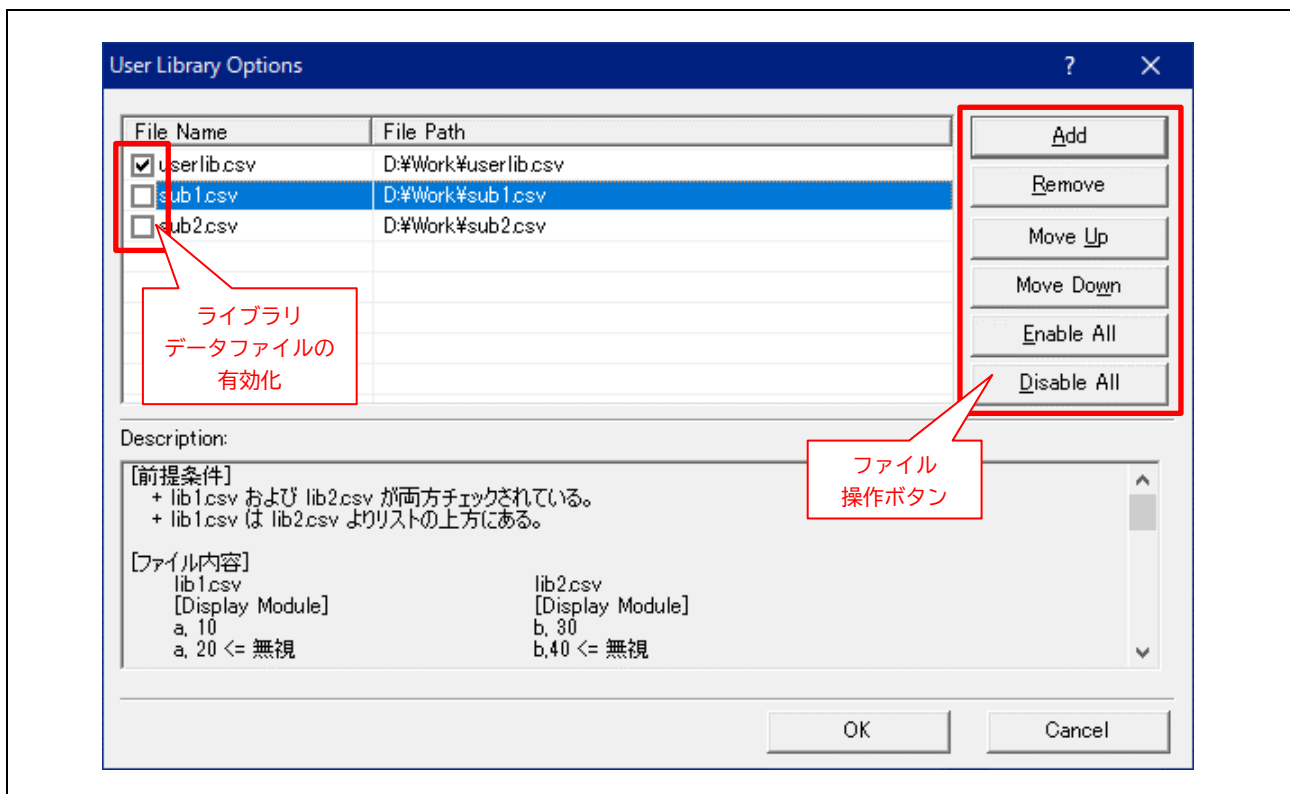 User Library Options
File Name File Path
userlib.csv D:¥Work¥userlib.csv
sub1.csv D:¥Work¥sub1.csv
sub2.csv D:¥Work¥sub2.csv
Add
Remove
Move Up
Move Down
Enable All
Disable All
ライブラリ
データファイルの
有効化
ファイル
操作ボタン
Description:
[前提条件]
+ lib1.csv および lib2.csv が両方チェックされている。
+ lib1.csv は lib2.csv よりリストの上方にある。
[ファイル内容]
lib1.csv lib2.csv
[Display Module] [Display Module]
a, 10 b, 30
a, 20 <= 無視 b,40 <= 無視
OK Cancel